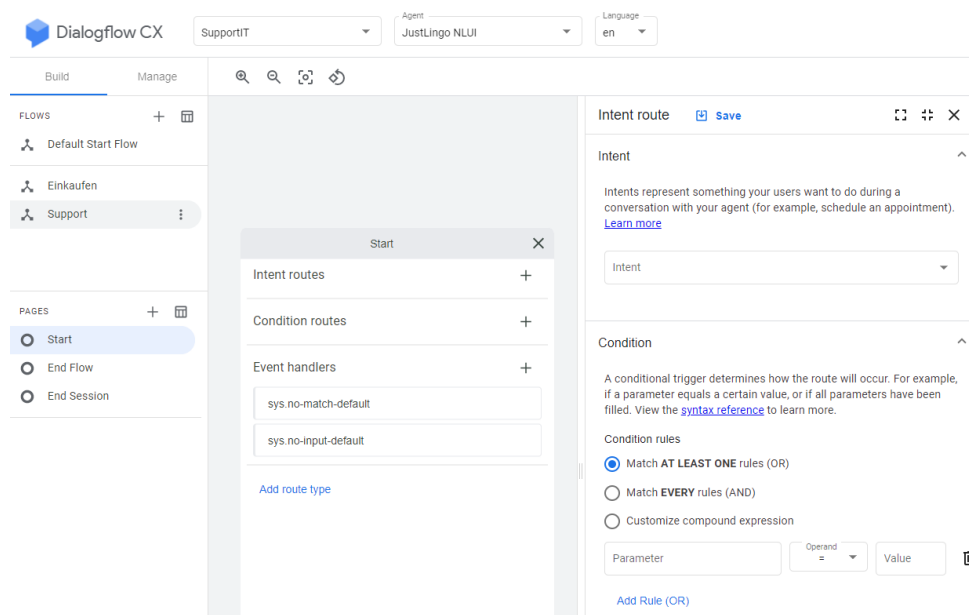 Dialogflow CX
SupportIT
Agent
JustLingo NLUI
Language
en
Build
Manage
FLOWS
Default Start Flow
Einkaufen
Support
PAGES
Start
End Flow
End Session
Start
Intent routes
Condition routes
Event handlers
sys.no-match-default
sys.no-input-default
Add route type
Intent route
Save
Intent
Intents represent something your users want to do during a
conversation with your agent (for example, schedule an appointment).
Learn more
Intent
Condition
A conditional trigger determines how the route will occur. For example,
if a parameter equals a certain value, or if all parameters have been
filled. View the syntax reference to learn more.
Condition rules
Match AT LEAST ONE rules (OR)
Match EVERY rules (AND)
Customize compound expression
Parameter
Operand
=
Value
Add Rule (OR)